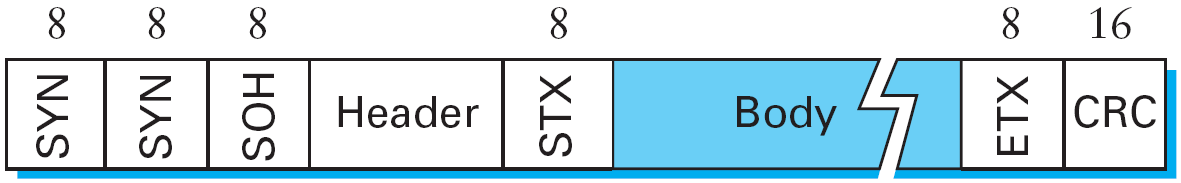 8 8 8 8 8 16
SYN SYN SOH Header STX Body ETX CRC